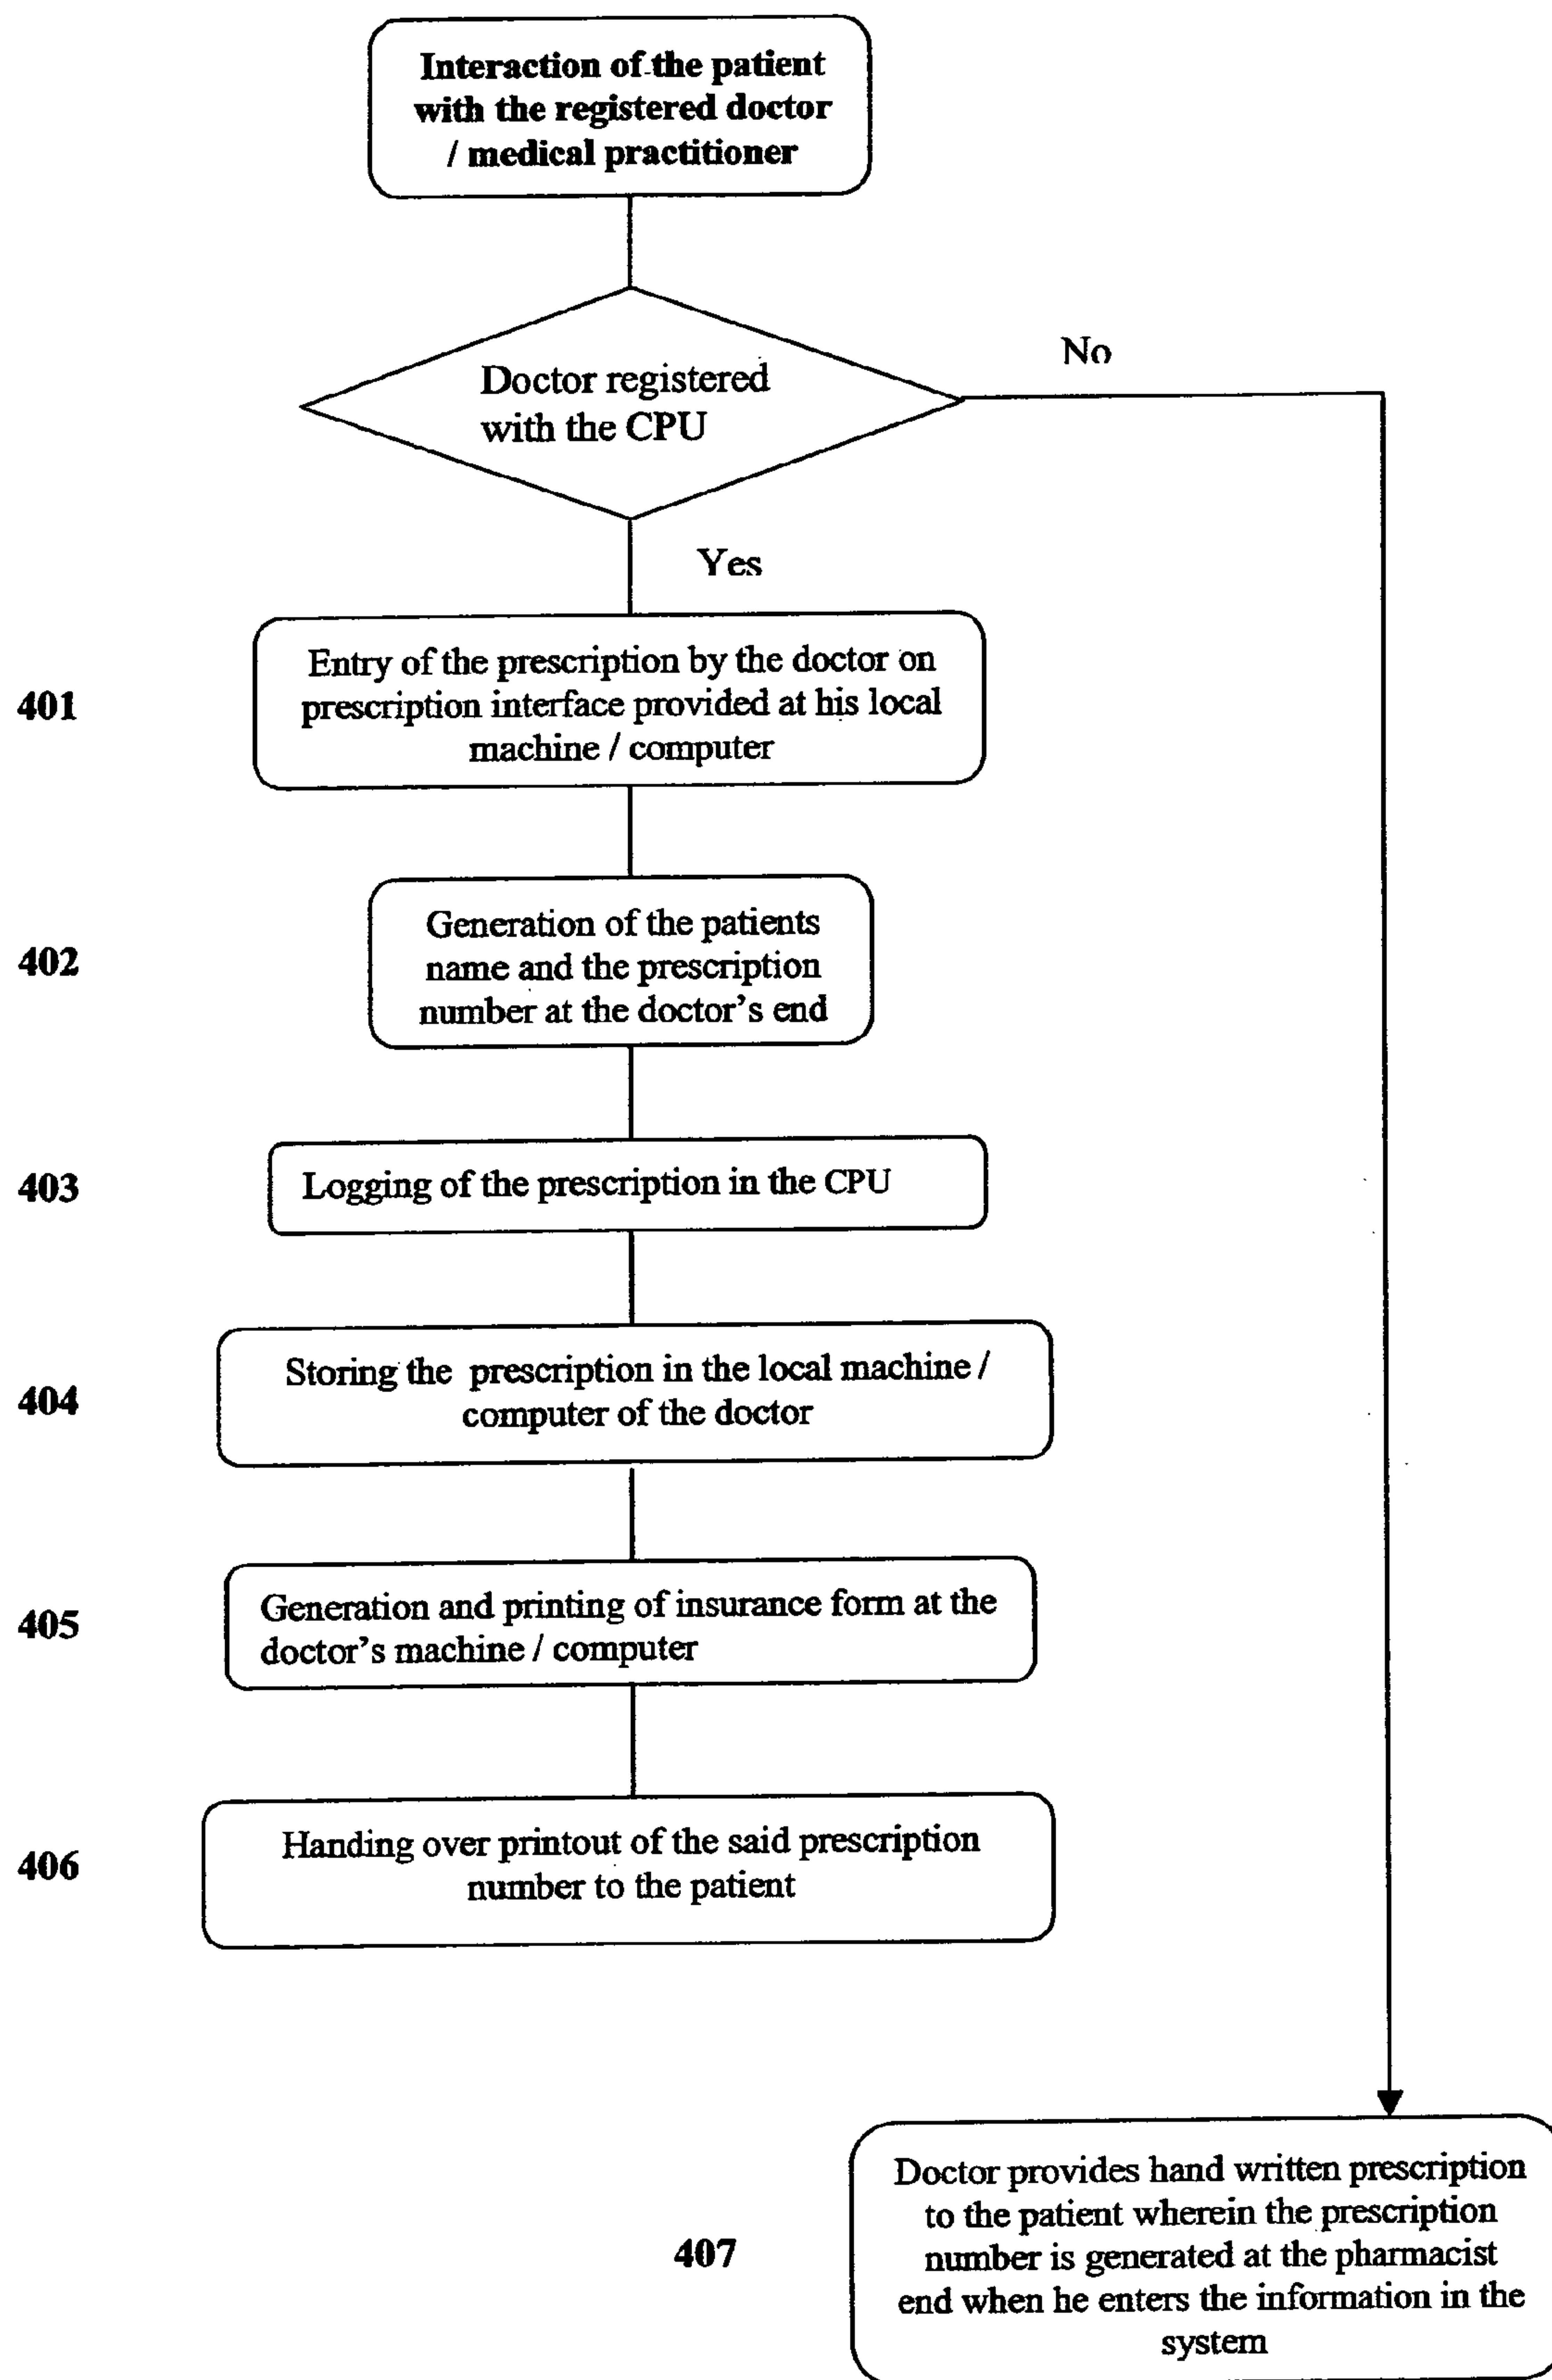 Interaction of the patient
with the registered doctor
/ medical practitioner
Doctor registered
with the CPU
No
Yes
401
Entry of the prescription by the doctor on
prescription interface provided at his local
machine / computer
402
Generation of the patients
name and the prescription
number at the doctor's end
403
Logging of the prescription in the CPU
404
Storing the prescription in the local machine /
computer of the doctor
405
Generation and printing of insurance form at the
doctor's machine / computer
406
Handing over printout of the said prescription
number to the patient
407
Doctor provides hand written prescription
to the patient wherein the prescription
number is generated at the pharmacist
end when he enters the information in the
system